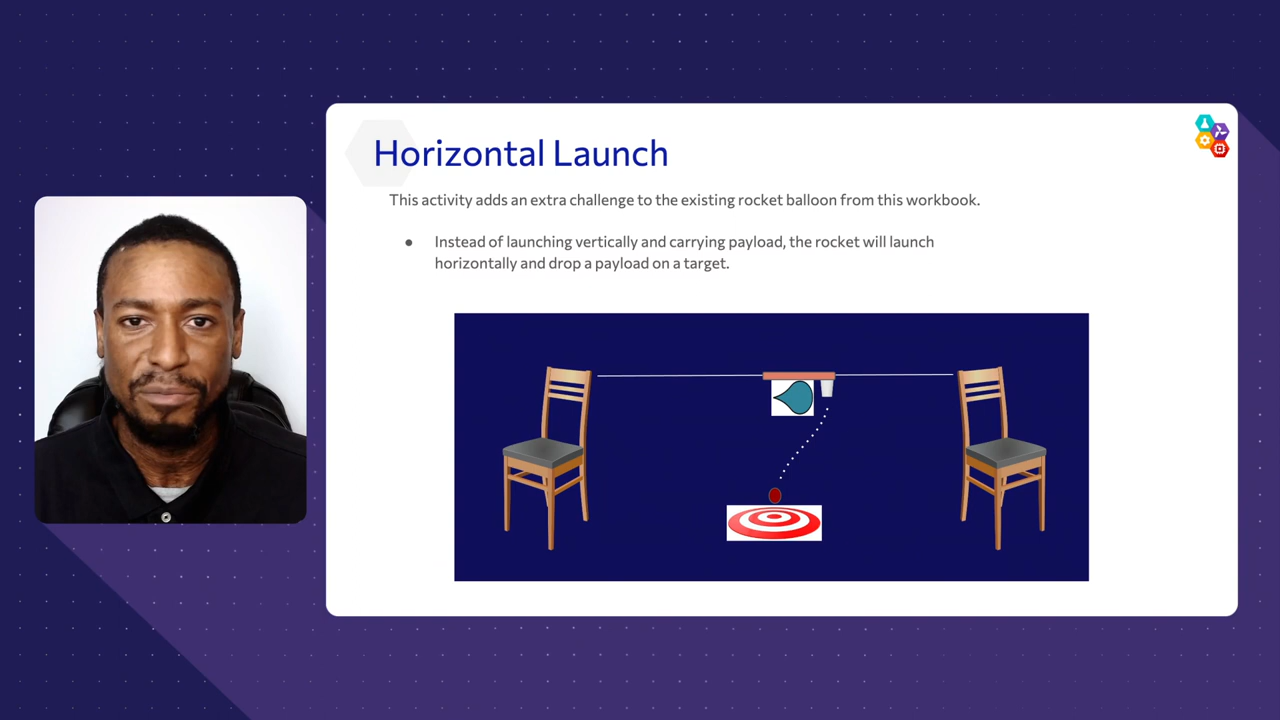 Horizontal Launch
This activity adds an extra challenge to the existing rocket balloon from this workbook.
● Instead of launching vertically and carrying payload, the rocket will launch
horizontally and drop a payload on a target.